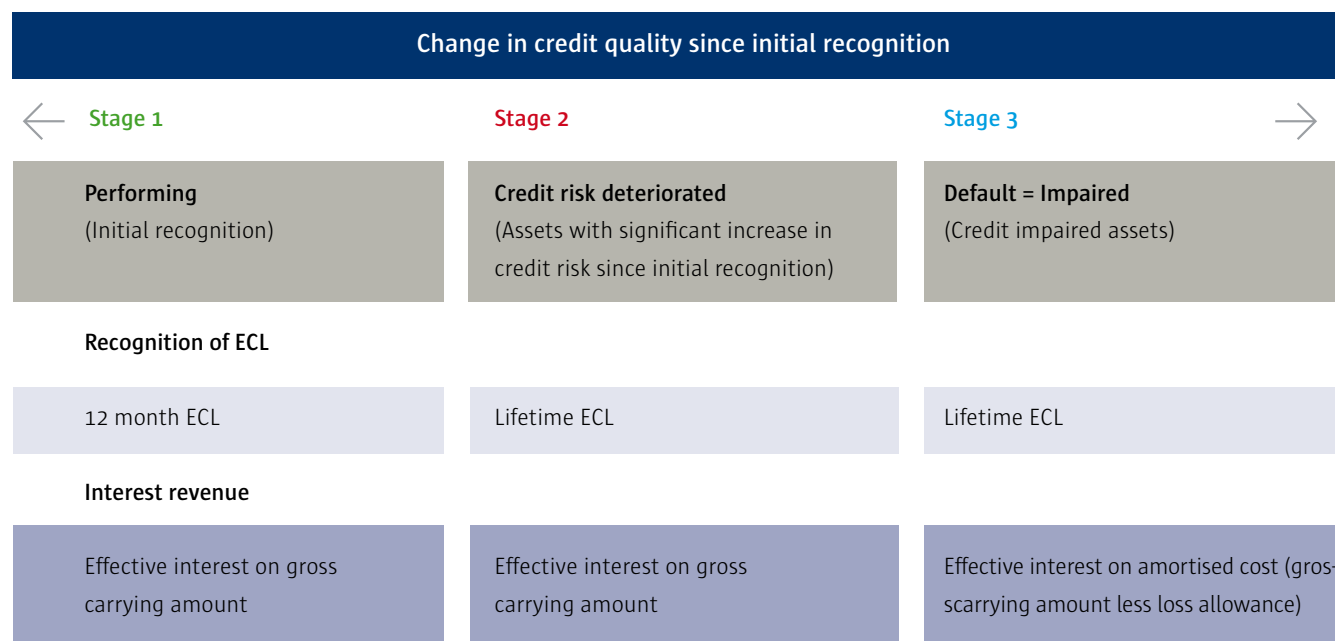 Change in credit quality since initial recognition
Stage 1
Stage 2
Stage 3
Performing
(Initial recognition)
Credit risk deteriorated
(Assets with significant increase in
credit risk since initial recognition)
Default = Impaired
(Credit impaired assets)
Recognition of ECL
12 month ECL
Lifetime ECL
Lifetime ECL
Interest revenue
Effective interest on gross
carrying amount
Effective interest on gross
carrying amount
Effective interest on amortised cost (gros-
scarrying amount less loss allowance)